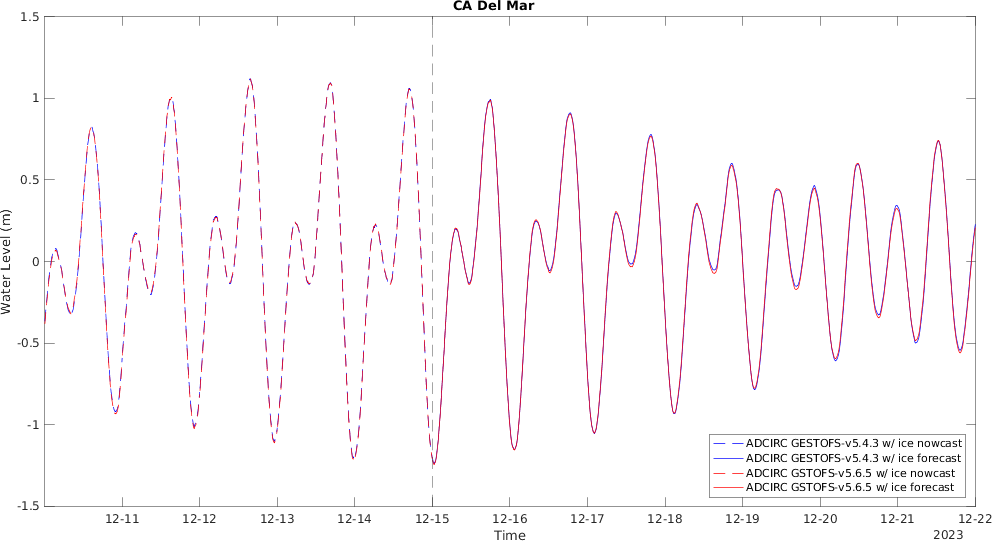 CA Del Mar
1.5
1
0.5
0
-0.5
-1
-1.5
Water Level (m)
12-11 12-12 12-13 12-14 12-15 12-16 12-17 12-18 12-19 12-20 12-21 12-22
Time
2023
ADCIRC GESTOFS-v5.4.3 w/ ice nowcast
ADCIRC GESTOFS-v5.4.3 w/ ice forecast
ADCIRC GSTOFS-v5.6.5 w/ ice nowcast
ADCIRC GSTOFS-v5.6.5 w/ ice forecast